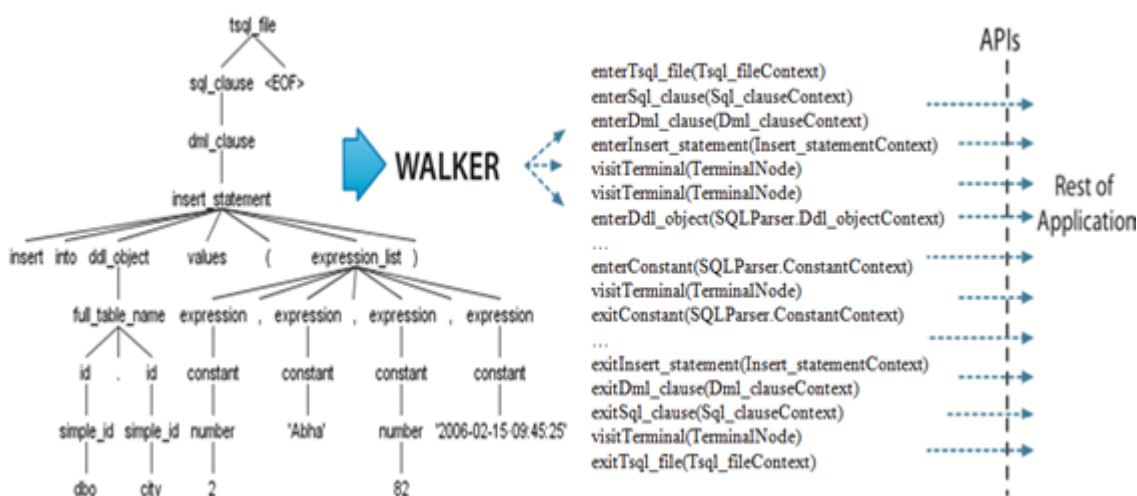 tsql_file
sql_clause <EOF>
dml_clause
insert_statement
insert into ddl_object values ( expression_list )
full_table_name expression , expression , expression , expression
id . id constant constant constant constant
simple_id simple_id number 'Abha' number '2006-02-15-09:45:25'
dbo city 2 82
WALKER
enterTsql_file(Tsql_fileContext)
enterSql_clause(Sql_clauseContext)
enterDml_clause(Dml_clauseContext)
enterInsert_statement(Insert_statementContext)
visitTerminal(TerminalNode)
visitTerminal(TerminalNode)
enterDdl_object(SQLParser.Ddl_objectContext)
...
enterConstant(SQLParser.ConstantContext)
visitTerminal(TerminalNode)
exitConstant(SQLParser.ConstantContext)
...
exitInsert_statement(Insert_statementContext)
exitDml_clause(Dml_clauseContext)
exitSql_clause(Sql_clauseContext)
visitTerminal(TerminalNode)
exitTsql_file(Tsql_fileContext)
APIs
Rest of
Application